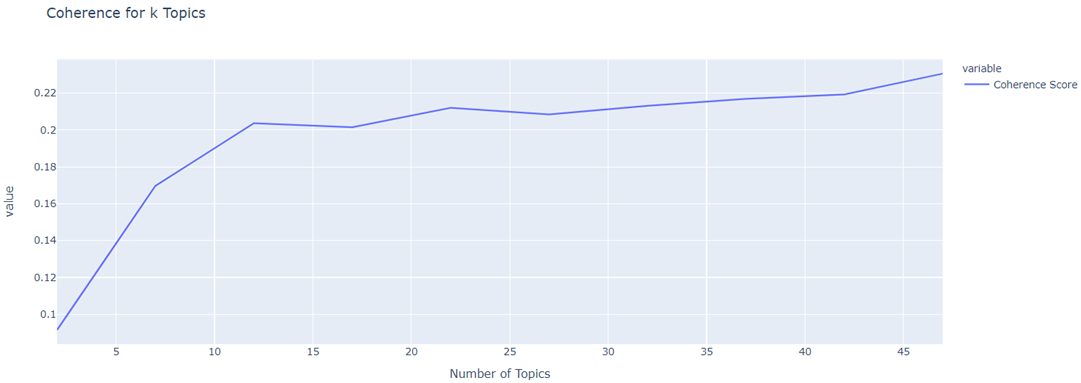 Coherence for k Topics
variable
Coherence Score
0.22
0.2
0.18
0.16
0.14
0.12
0.1
value
5 10 15 20 25 30 35 40 45
Number of Topics